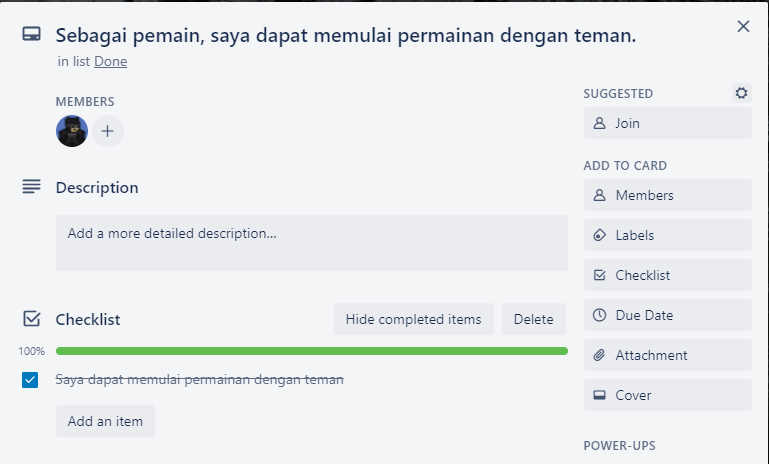 Sebagai pemain, saya dapat memulai permainan dengan teman.
in list Done
MEMBERS
Description
Add a more detailed description...
Checklist
Hide completed items
Delete
100%
Saya dapat memulai permainan dengan teman
Add an item
SUGGESTED
Join
ADD TO CARD
Members
Labels
Checklist
Due Date
Attachment
Cover
POWER-UPS